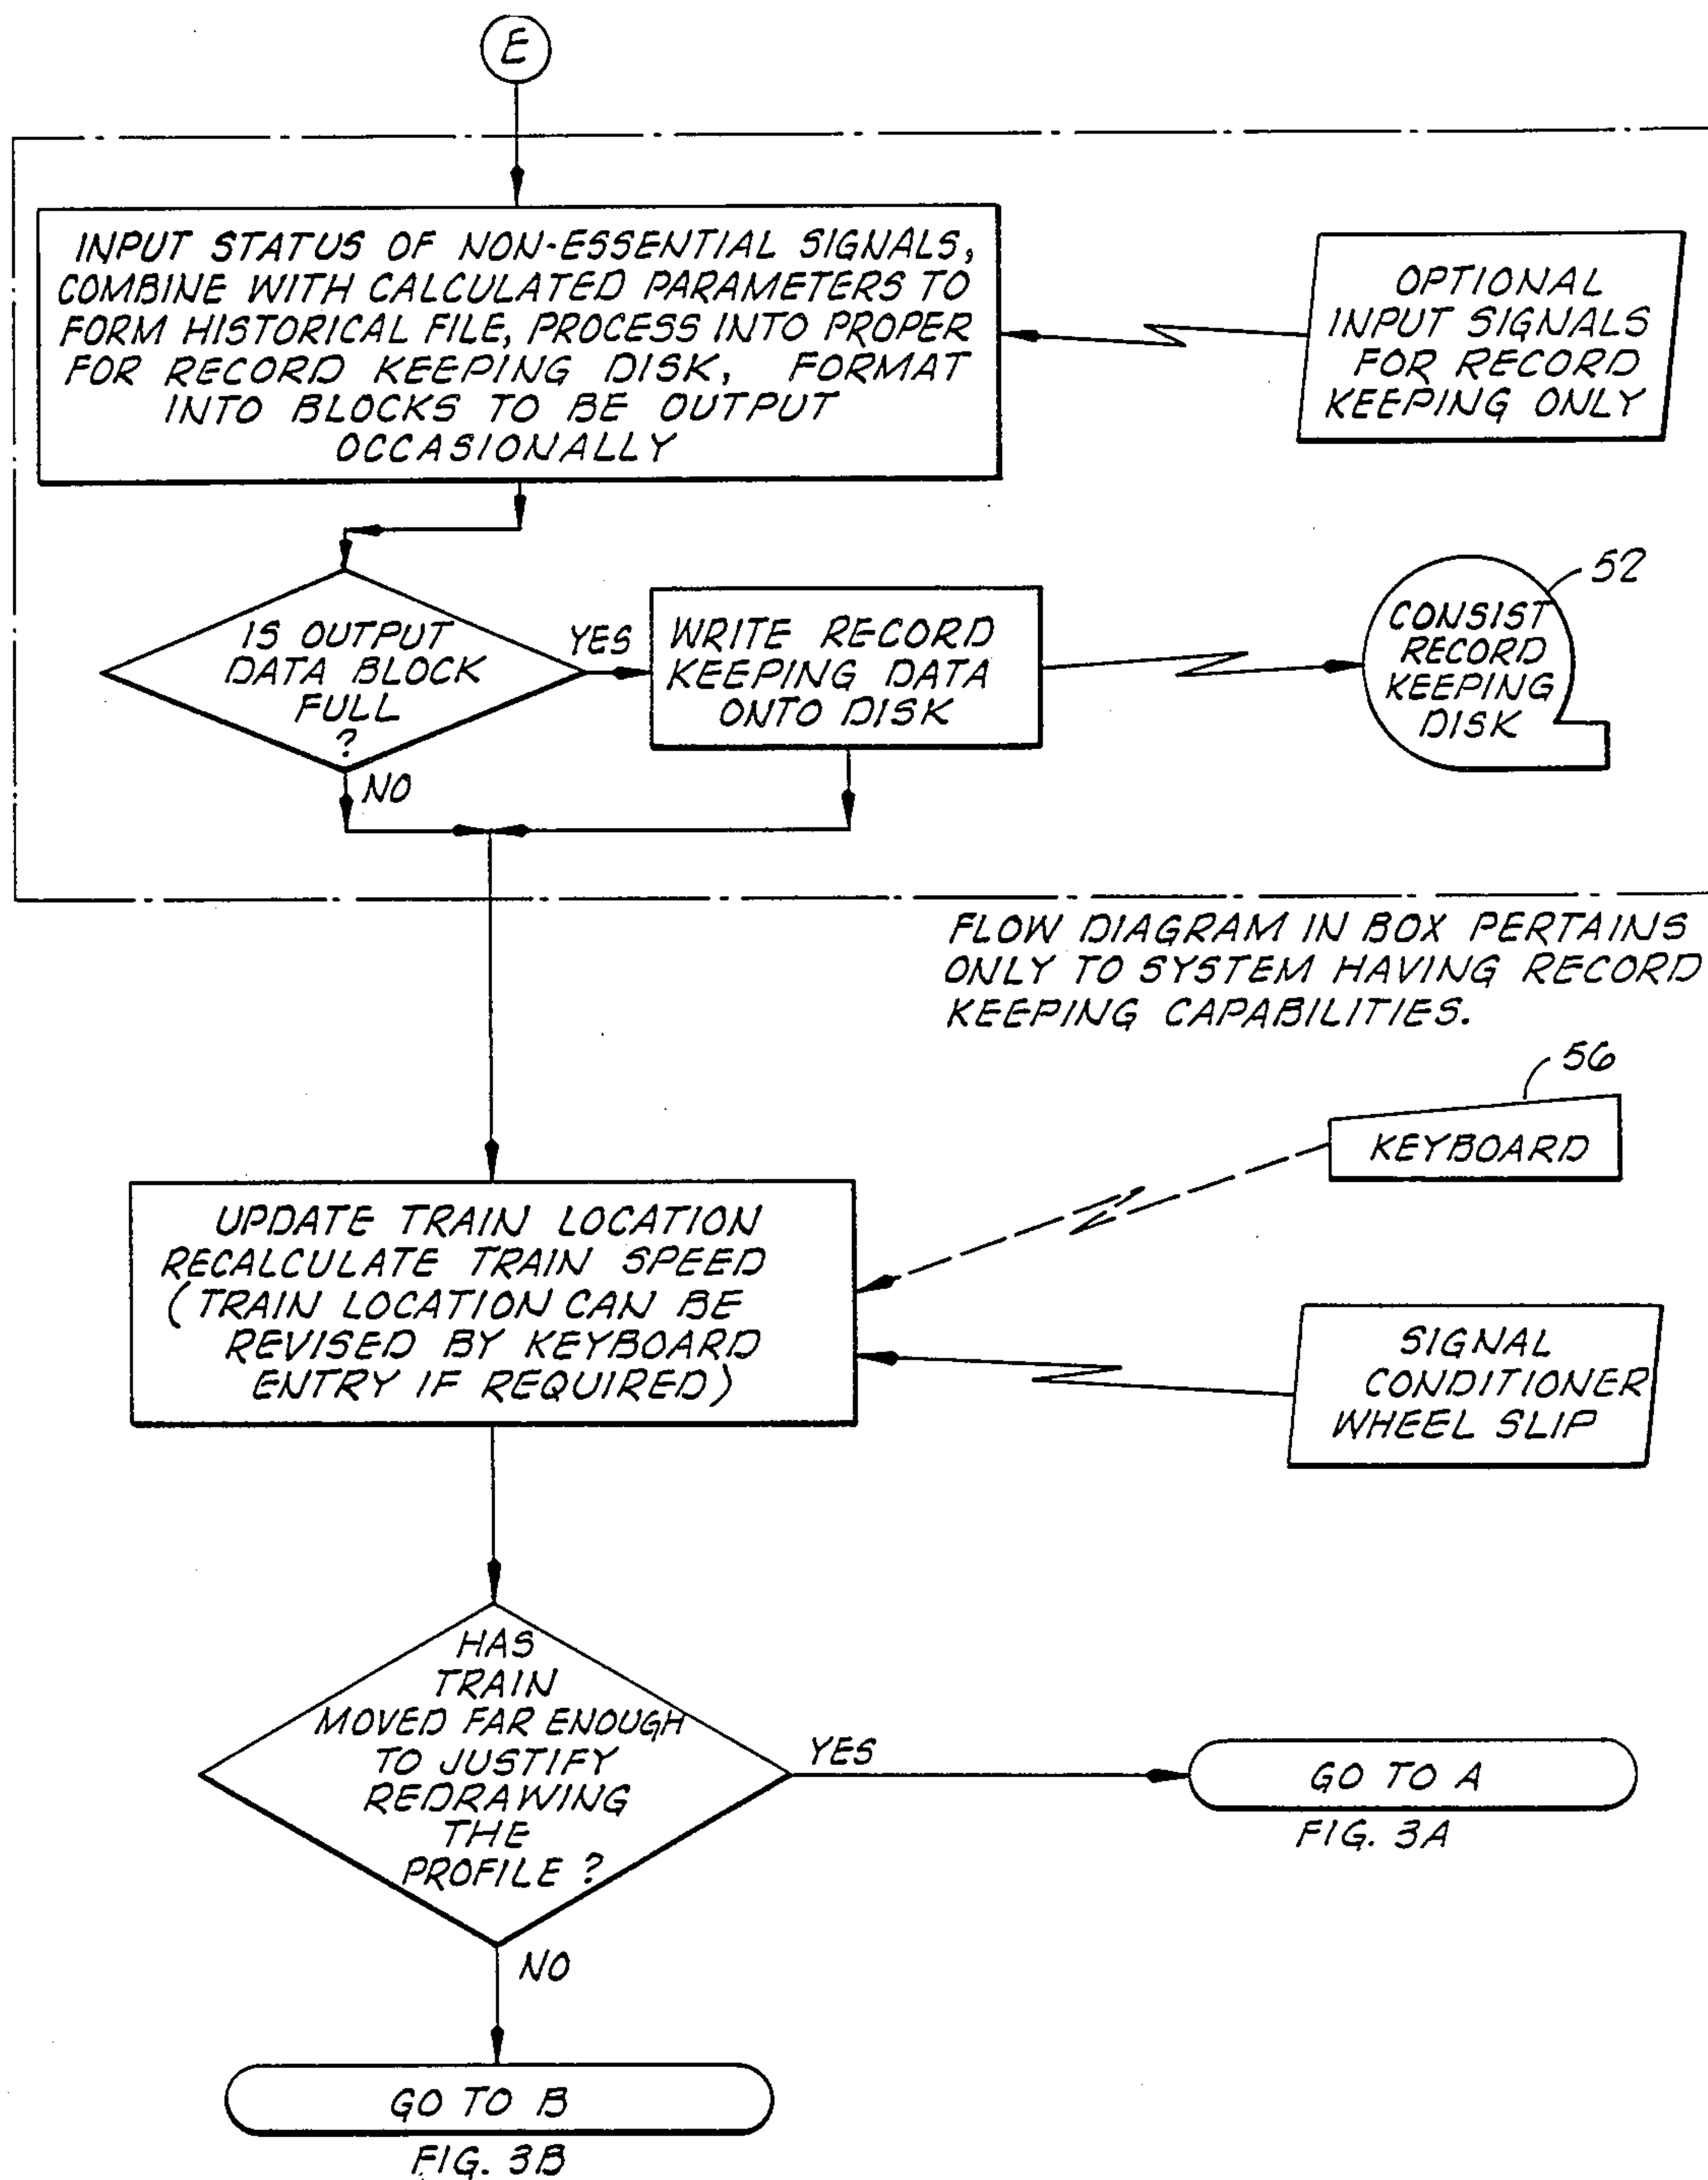 E
INPUT STATUS OF NON-ESSENTIAL SIGNALS,
COMBINE WITH CALCULATED PARAMETERS TO
FORM HISTORICAL FILE, PROCESS INTO PROPER
FOR RECORD KEEPING DISK, FORMAT
INTO BLOCKS TO BE OUTPUT
OCCASIONALLY
OPTIONAL
INPUT SIGNALS
FOR RECORD
KEEPING ONLY
IS OUTPUT
DATA BLOCK
FULL
?
YES
NO
WRITE RECORD
KEEPING DATA
ONTO DISK
52
CONSIST
RECORD
KEEPING
DISK
FLOW DIAGRAM IN BOX PERTAINS
ONLY TO SYSTEM HAVING RECORD
KEEPING CAPABILITIES.
56
KEYBOARD
UPDATE TRAIN LOCATION
RECALCULATE TRAIN SPEED
(TRAIN LOCATION CAN BE
REVISED BY KEYBOARD
ENTRY IF REQUIRED)
SIGNAL
CONDITIONER
WHEEL SLIP
HAS
TRAIN
MOVED FAR ENOUGH
TO JUSTIFY
REDRAWING
THE
PROFILE ?
YES
GO TO A
FIG. 3A
NO
GO TO B
FIG. 3B